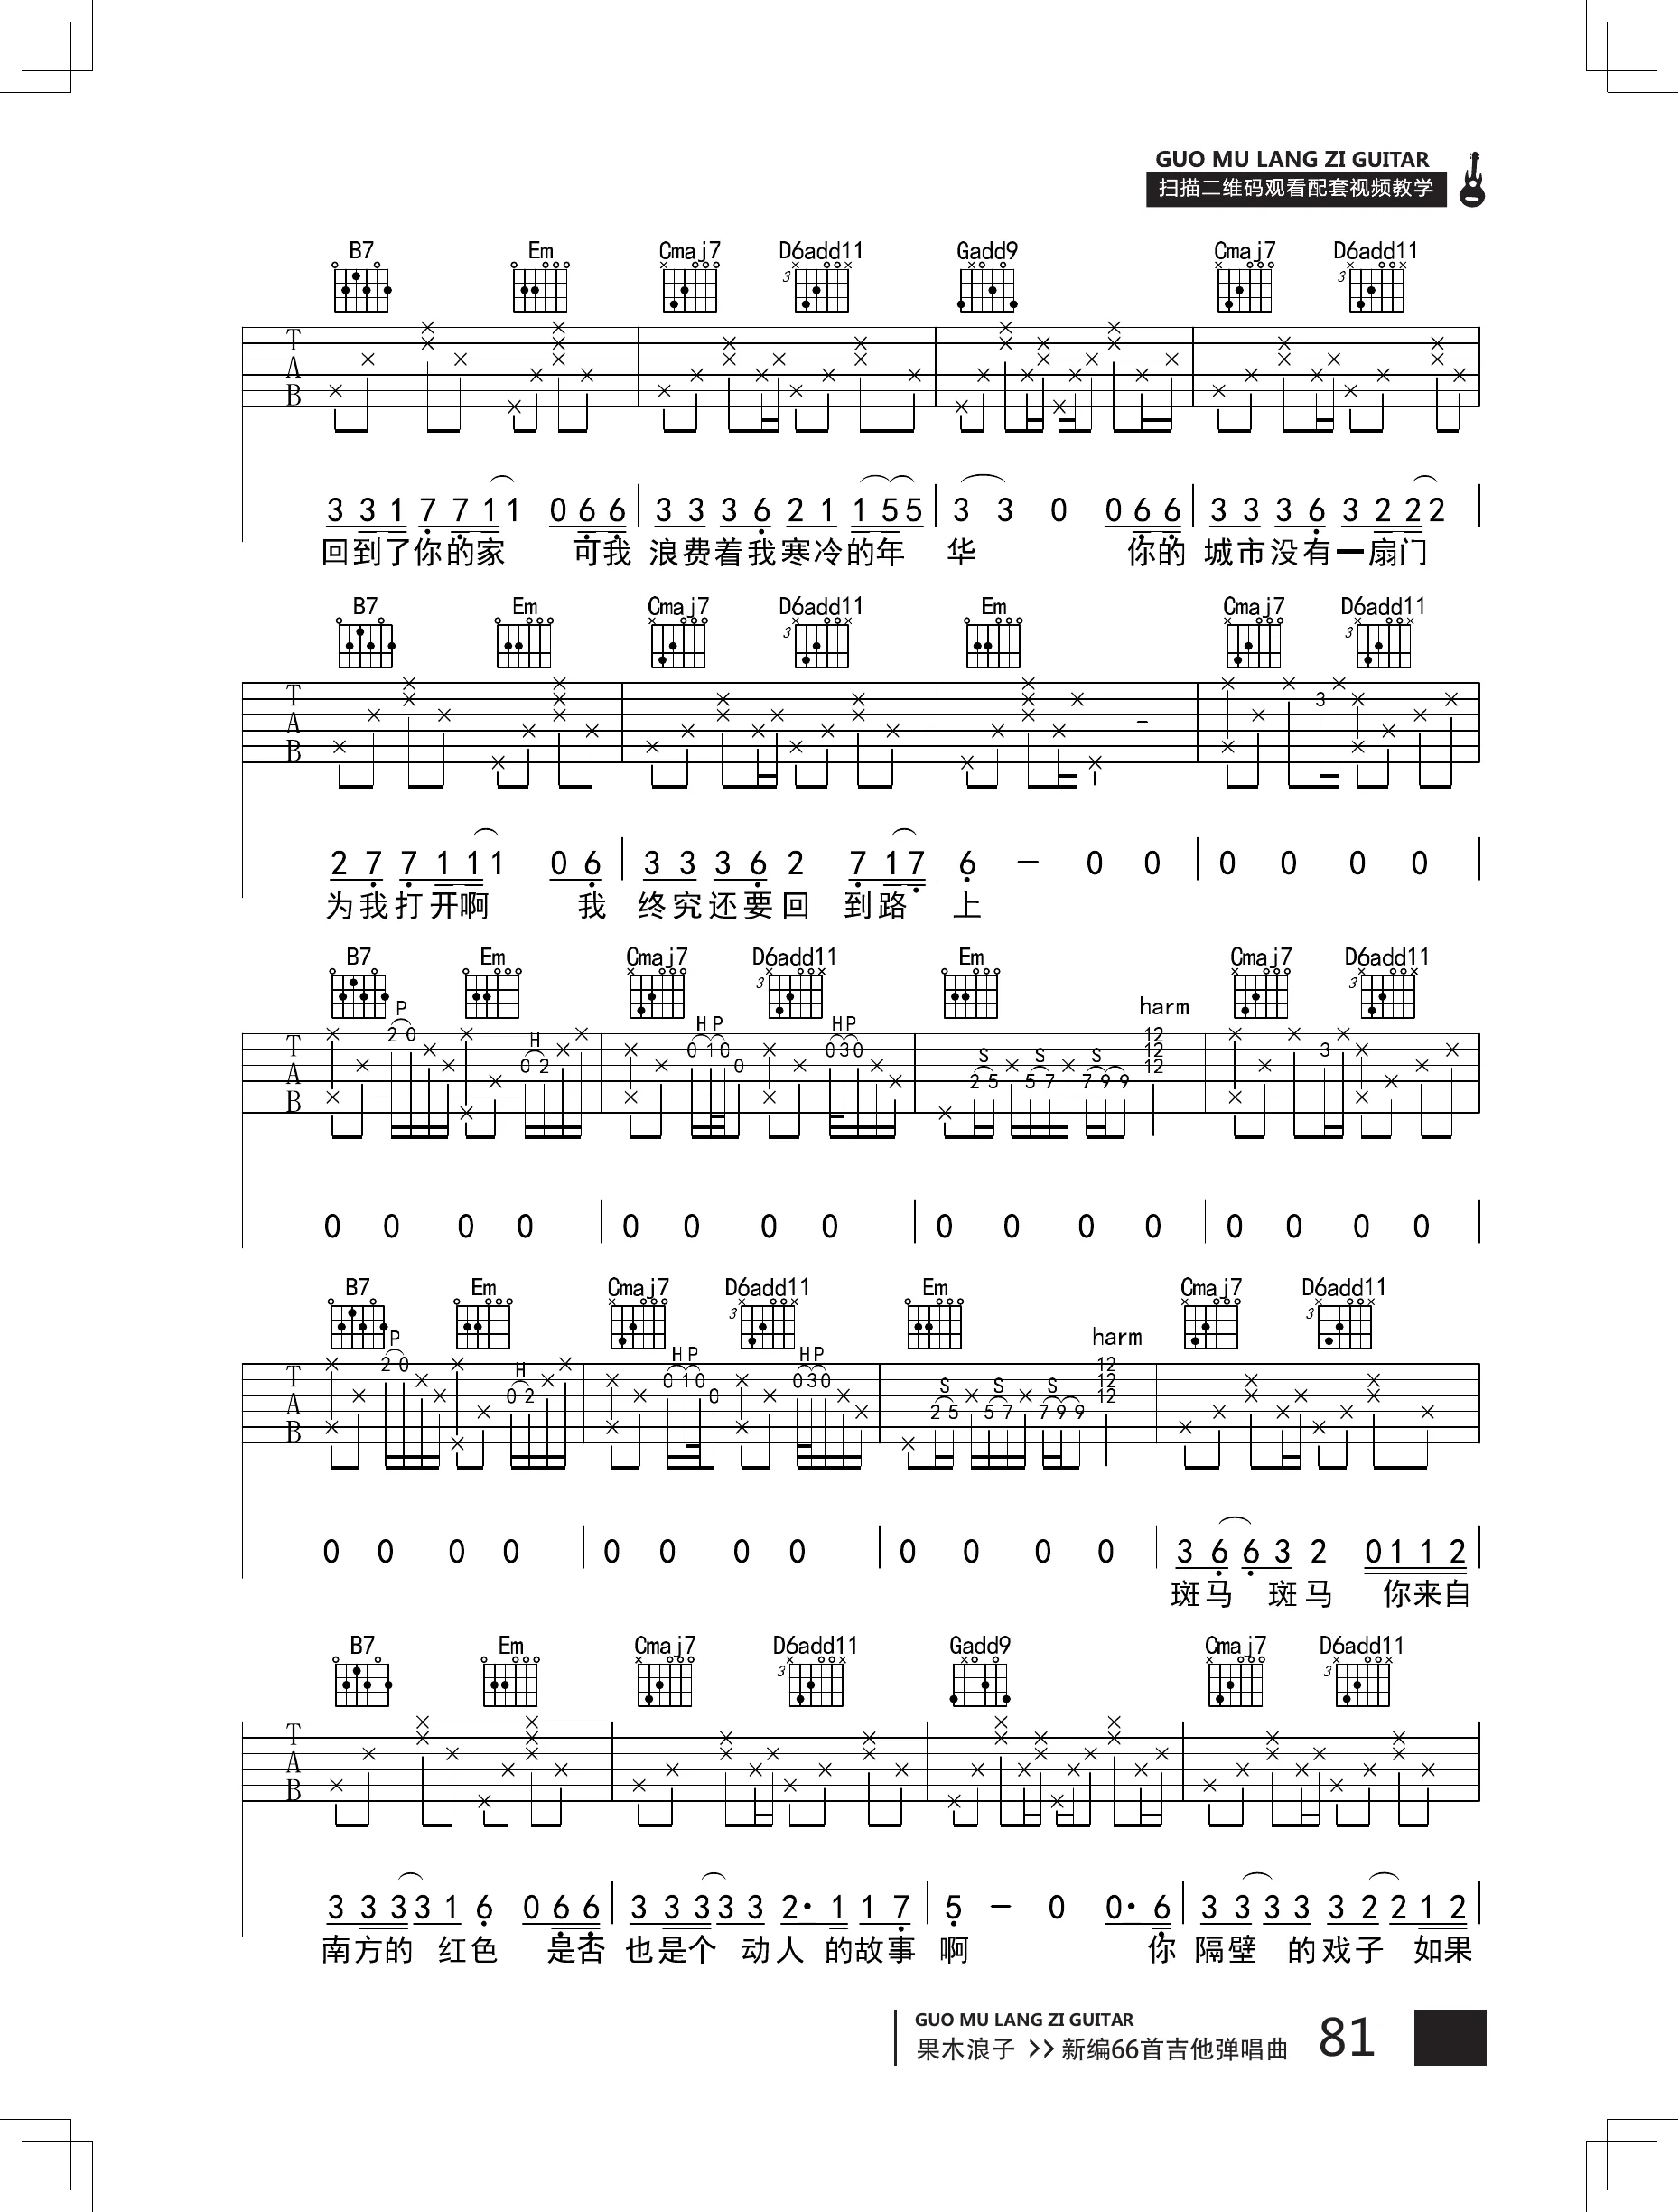 GUO MU LANG ZI GUITAR
扫描二维码观看配套视频教学
B7 Em Cmaj7 D6add11 Gadd9 Cmaj7 D6add11
3 3 3
T
A
B
3 3 1 7 7 1 1 0 6 6 3 3 3 6 2 1 1 5 5 3 3 0 0 6 6 3 3 3 6 3 2 2 2
回到了你的家 可我 浪费着我寒冷的年 华 你的 城市没有一扇门
B7 Em Cmaj7 D6add11 Em Cmaj7 D6add11
3 3
T 3
A
B
2 7 7 1 1 1 0 6 3 3 3 6 2 7 1 7 6 – 0 0 0 0 0 0
为我打开啊 我 终究还要回 到路 上
B7 Em Cmaj7 D6add11 Em Cmaj7 D6add11
3 3
P H H P H P S S S harm
T 2 0 0 2 0 1 0 0 0 3 0 2 5 5 7 7 9 9 12 12 12 3
A
B
0 0 0 0 0 0 0 0 0 0 0 0 0 0 0 0
B7 Em Cmaj7 D6add11 Em Cmaj7 D6add11
3 3
P H H P H P S S S harm
T 2 0 0 2 0 1 0 0 0 3 0 2 5 5 7 7 9 9 12 12 12
A
B
0 0 0 0 0 0 0 0 0 0 0 0 3 6 6 3 2 0 1 1 2
斑马 斑马 你来自
B7 Em Cmaj7 D6add11 Gadd9 Cmaj7 D6add11
3 3
T
A
B
3 3 3 3 1 6 0 6 6 3 3 3 3 3 2· 1 1 7 5 – 0 0· 6 3 3 3 3 3 2 2 1 2
南方的 红色 是否 也是个 动人 的故事 啊 你 隔壁 的戏子 如果
GUO MU LANG ZI GUITAR
果木浪子 >> 新编66首吉他弹唱曲 81